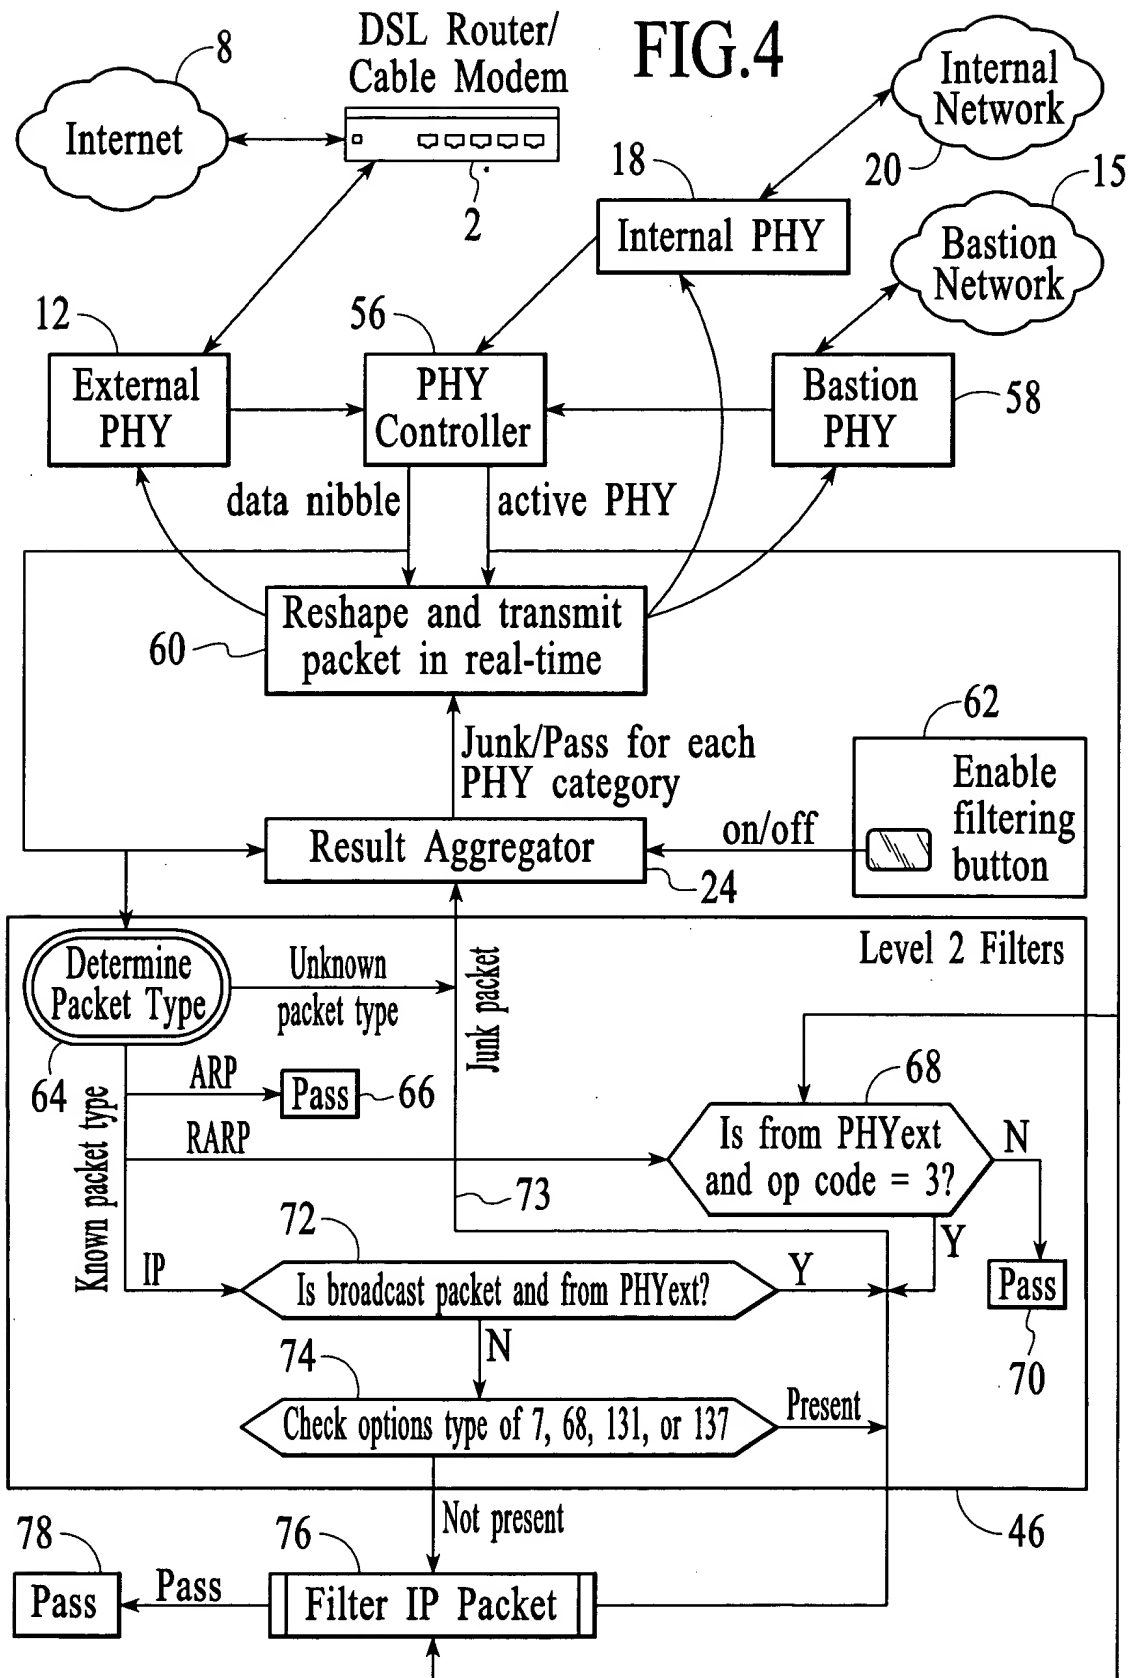 FIG.4
8
DSL Router/
Cable Modem
Internal
Network
Internet
18
20
15
2
Internal PHY
Bastion
Network
12
56
External
PHY
PHY
Controller
Bastion
PHY
58
data nibble
active PHY
Reshape and transmit
packet in real-time
60
62
Junk/Pass for each
PHY category
Enable
filtering
button
on/off
Result Aggregator
24
Level 2 Filters
Determine
Packet Type
Unknown
packet type
Junk packet
64
ARP
Pass
66
68
Known packet type
RARP
Is from PHYext
and op code = 3?
N
73
72
Y
IP
Is broadcast packet and from PHYext?
Y
Pass
N
74
70
Check options type of 7, 68, 131, or 137
Present
Not present
46
78
76
Pass
Pass
Filter IP Packet